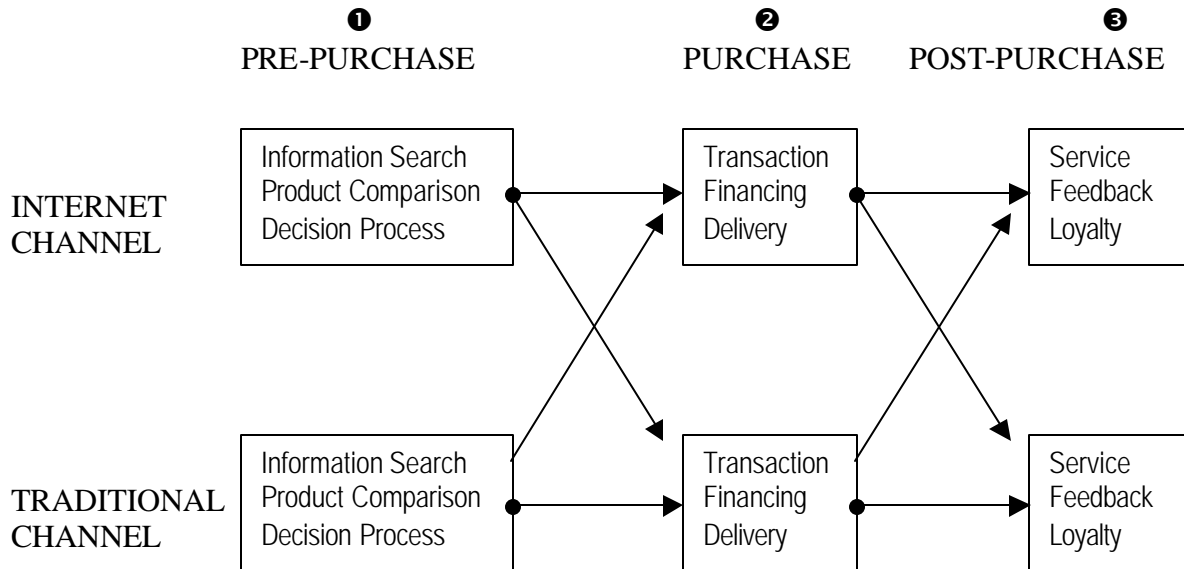 ❶ ❷ ❸
PRE-PURCHASE PURCHASE POST-PURCHASE
INTERNET
CHANNEL
Information Search
Product Comparison
Decision Process
Transaction
Financing
Delivery
Service
Feedback
Loyalty
TRADITIONAL
CHANNEL
Information Search
Product Comparison
Decision Process
Transaction
Financing
Delivery
Service
Feedback
Loyalty